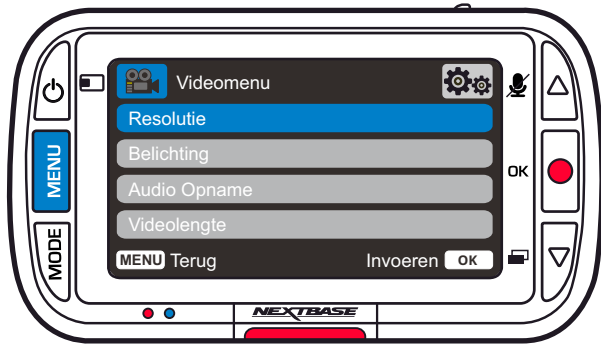 Videomenu
Resolutie
Belichting
Audio Opname
Videolengte
MENU Terug Invoeren OK
MENU
MODE
OK
NEXTBASE